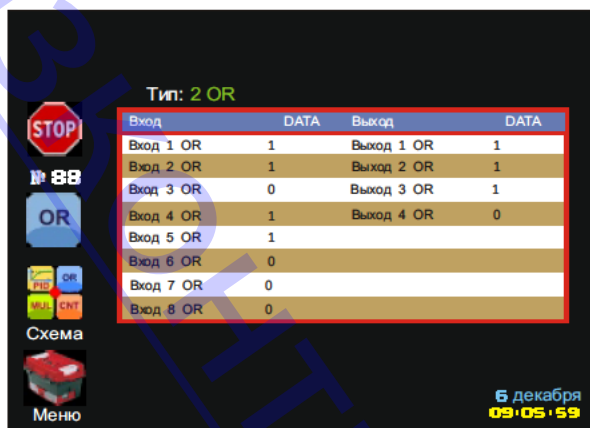 Тип: 2 OR
Вход DATA Выход DATA
Вход 1 OR 1 Выход 1 OR 1
Вход 2 OR 1 Выход 2 OR 1
Вход 3 OR 0 Выход 3 OR 1
Вход 4 OR 1 Выход 4 OR 0
Вход 5 OR 1
Вход 6 OR 0
Вход 7 OR 0
Вход 8 OR 0
STOP
№ 88
OR
PID OR
MUL CNT
Схема
Меню
6 декабря
09:05:59